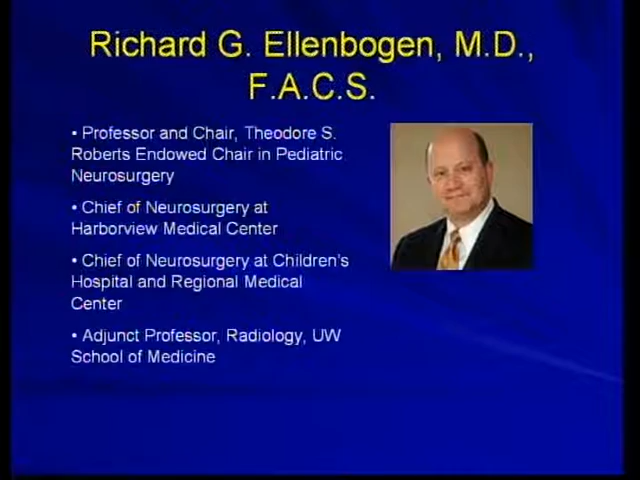 Richard G. Ellenbogen, M.D.,
F.A.C.S.
• Professor and Chair, Theodore S.
Roberts Endowed Chair in Pediatric
Neurosurgery
• Chief of Neurosurgery at
Harborview Medical Center
• Chief of Neurosurgery at Children's
Hospital and Regional Medical
Center
• Adjunct Professor, Radiology, UW
School of Medicine